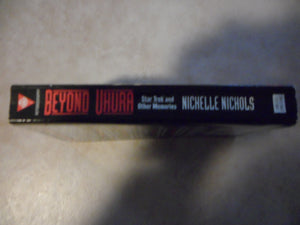 BEYOND UHURA
Star Trek and
Other Memories
NICHELLE NICHOLS